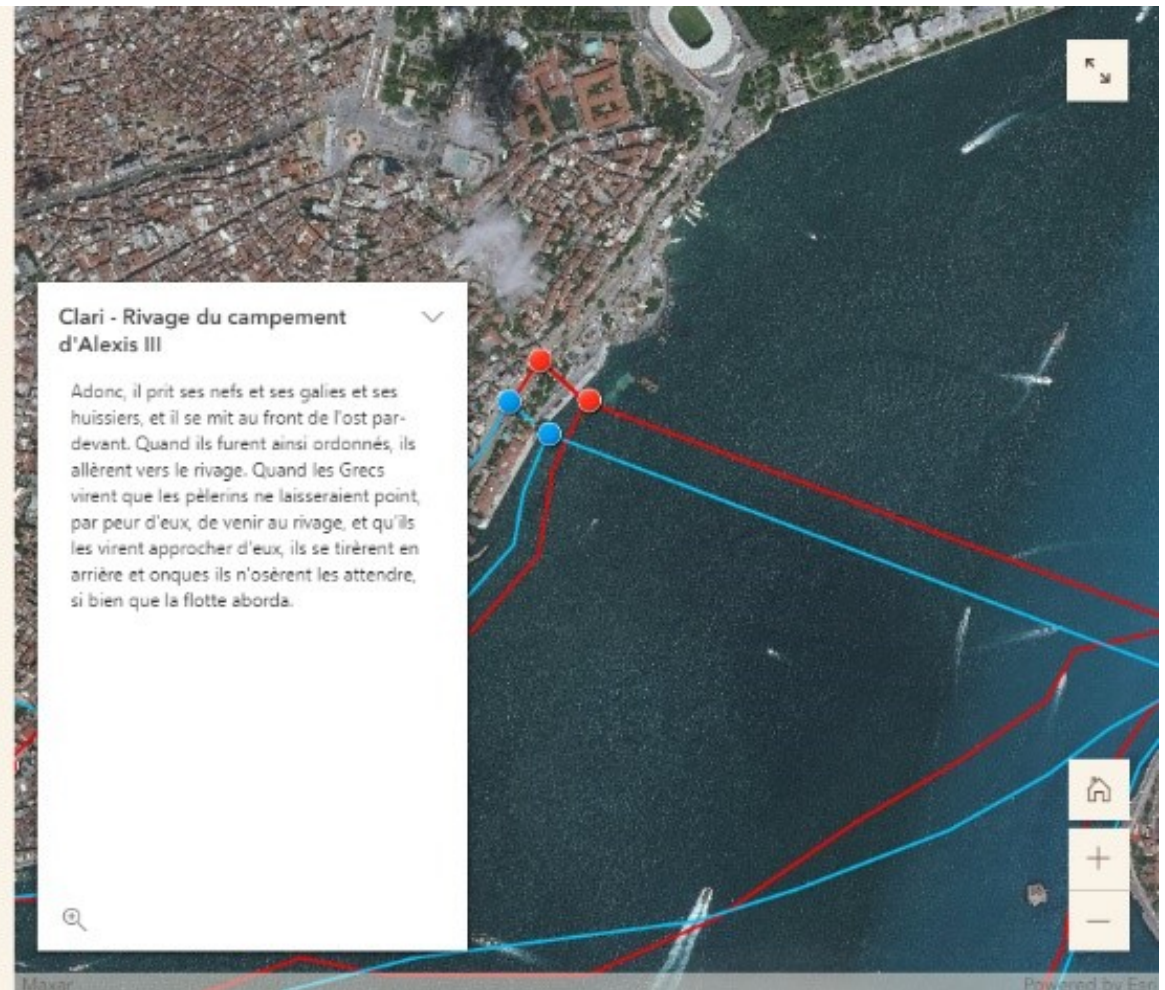 Clari - Rivage du campement
d'Alexis III
Adonc, il prit ses nefs et ses galies et ses
huissiers, et il se mit au front de l'ost par-
devant. Quand ils furent ainsi ordonnés, ils
allèrent vers le rivage. Quand les Grecs
virent que les pèlerins ne laisseraient point,
par peur d'eux, de venir au rivage, et qu'ils
les virent approcher d'eux, ils se tirèrent en
arrière et onques ils n'osèrent les attendre,
si bien que la flotte aborda.
Maxar
Powered by Esri